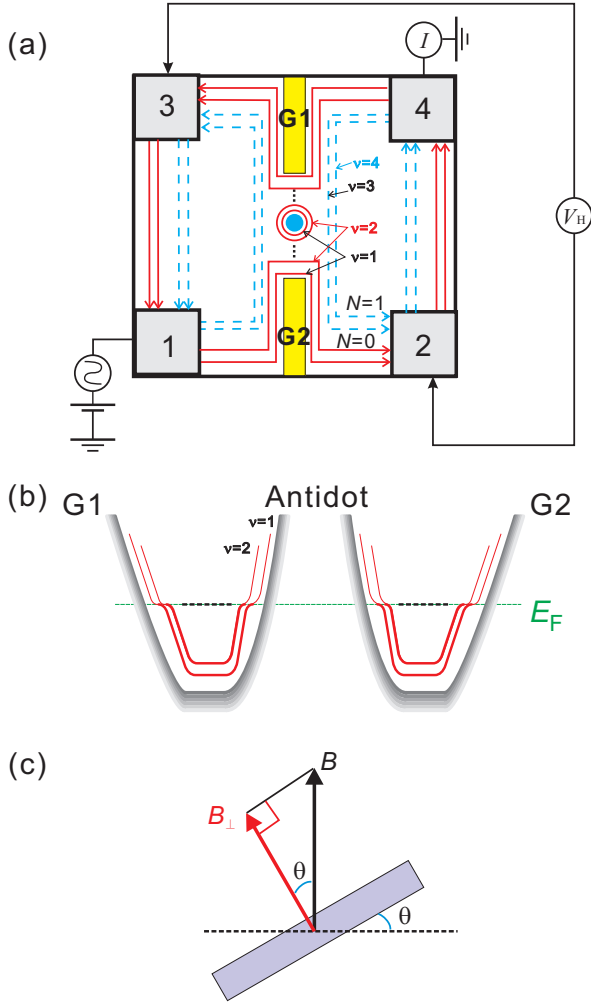 (a)
I
3
G1
4
ν=4
ν=3
ν=2
ν=1
V_H
N=1
1
G2
N=0
2
(b)
G1
Antidot
G2
ν=1
ν=2
E_F
(c)
B
B_⊥
θ
θ